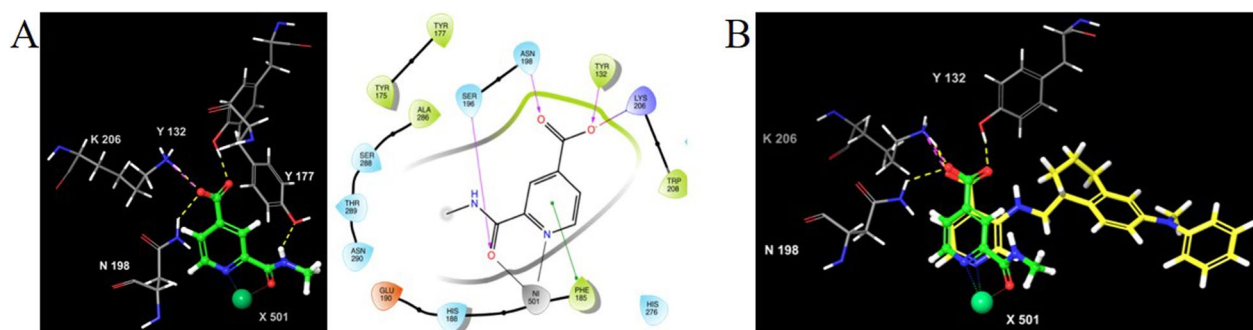 A
K 206
Y 132
Y 177
N 198
X 501
TYR
177
TYR
175
ALA
286
SER
288
THR
289
ASN
290
GLU
190
HIS
188
NI
501
PHE
185
HIS
276
SER
196
ASN
198
TYR
132
LYS
206
TRP
208
O
O⁻
H
N
N
O
B
Y 132
K 206
N 198
X 501